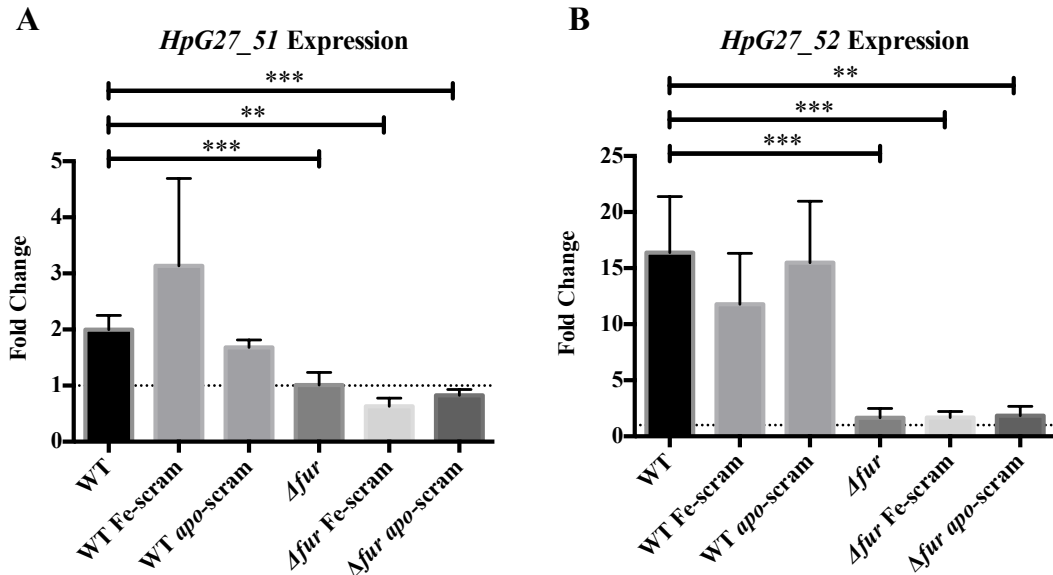 A
HpG27_51 Expression
***
**
***
Fold Change
5
4
3
2
1
0
WT
WT Fe-scram
WT apo-scram
Δfur
Δfur Fe-scram
Δfur apo-scram
B
HpG27_52 Expression
**
***
***
Fold Change
25
20
15
10
5
0
WT
WT Fe-scram
WT apo-scram
Δfur
Δfur Fe-scram
Δfur apo-scram